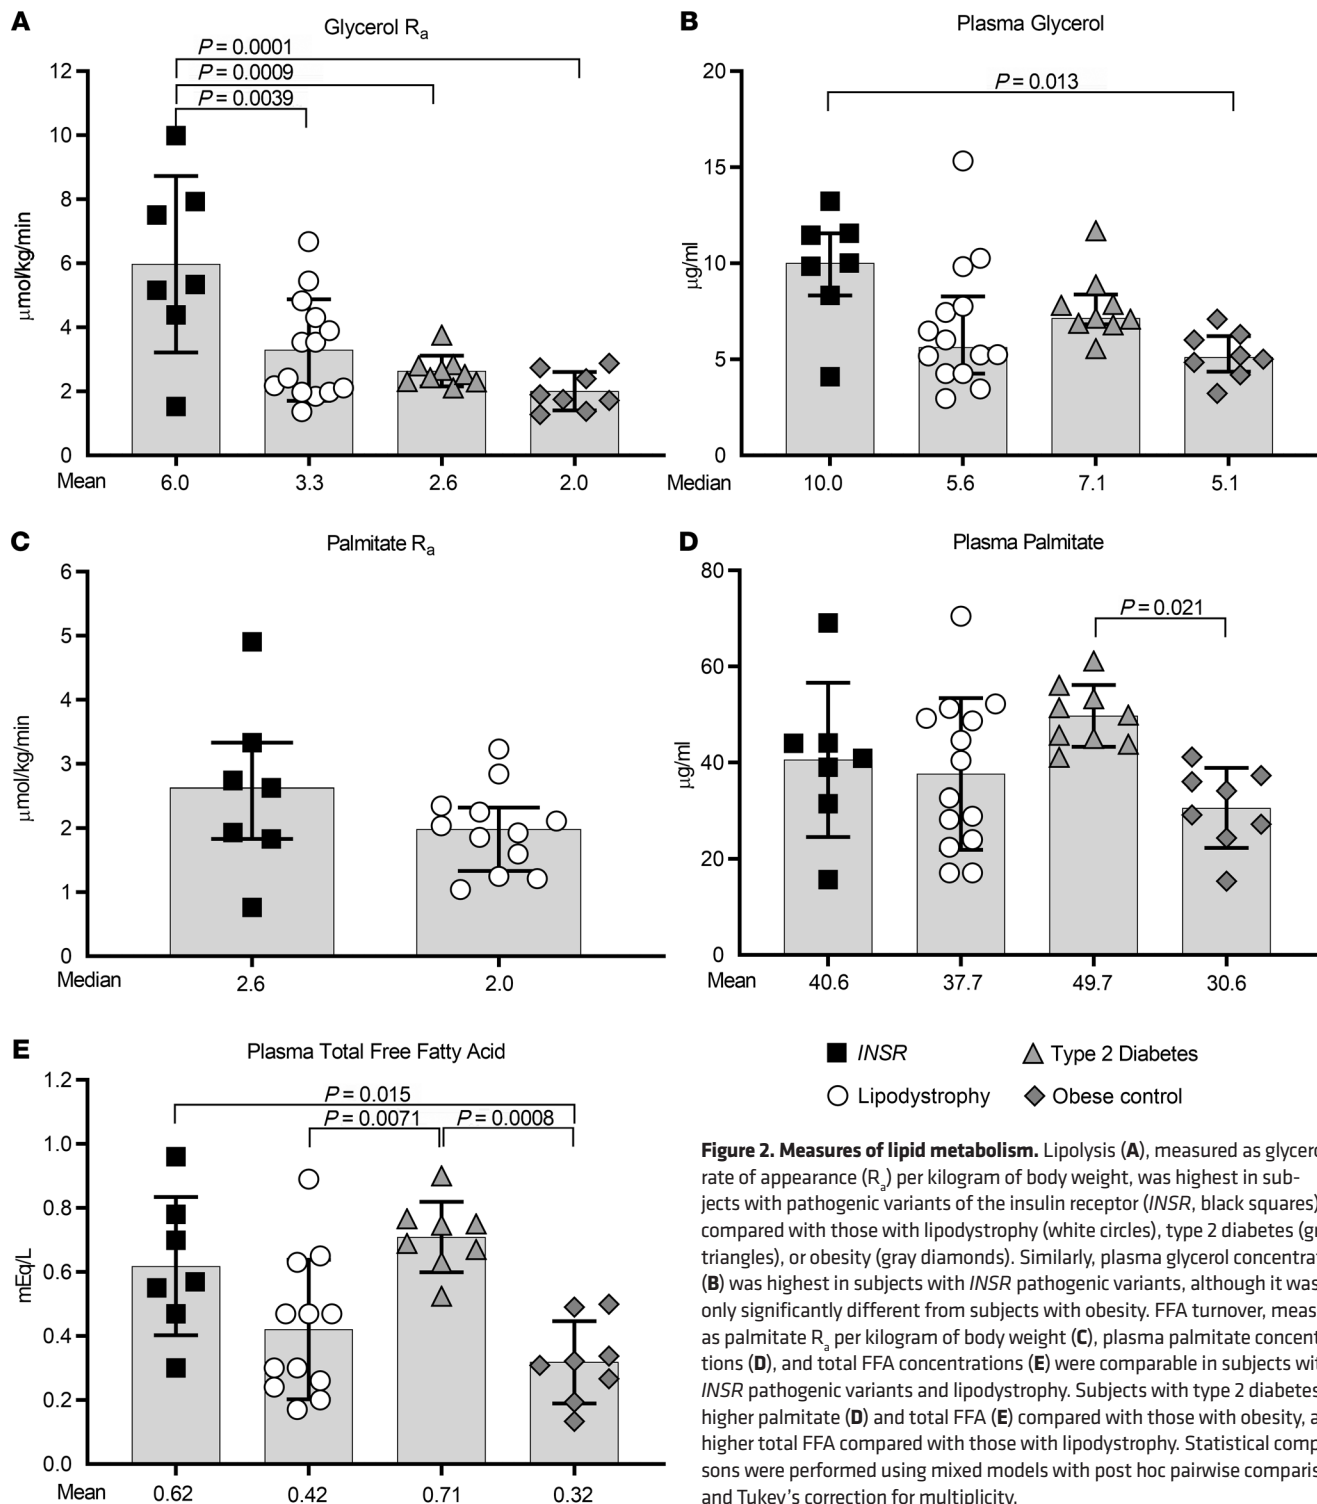 A
Glycerol Ra
P = 0.0001
P = 0.0009
P = 0.0039
12
10
8
6
4
2
0
µmol/kg/min
Mean 6.0 3.3 2.6 2.0
B
Plasma Glycerol
P = 0.013
20
15
10
5
0
µg/ml
Median 10.0 5.6 7.1 5.1
C
Palmitate Ra
6
5
4
3
2
1
0
µmol/kg/min
Median 2.6 2.0
D
Plasma Palmitate
P = 0.021
80
60
40
20
0
µg/ml
Mean 40.6 37.7 49.7 30.6
E
Plasma Total Free Fatty Acid
P = 0.015
P = 0.0071 P = 0.0008
1.2
1.0
0.8
0.6
0.4
0.2
0.0
mEq/L
Mean 0.62 0.42 0.71 0.32
INSR Type 2 Diabetes
Lipodystrophy Obese control
Figure 2. Measures of lipid metabolism. Lipolysis (A), measured as
rate of appearance (Ra) per kilogram of body weight, was highest in sub-
jects with pathogenic variants of the insulin receptor (INSR, black squares)
compared with those with lipodystrophy (white circles), type 2 diabetes
triangles), or obesity (gray diamonds). Similarly, plasma glycerol
(B) was highest in subjects with INSR pathogenic variants, although it was
only significantly different from subjects with obesity. FFA turnover,
as palmitate Ra per kilogram of body weight (C), plasma palmitate
tions (D), and total FFA concentrations (E) were comparable in subjects
INSR pathogenic variants and lipodystrophy. Subjects with type 2 diabetes
higher palmitate (D) and total FFA (E) compared with those with obesity,
higher total FFA compared with those with lipodystrophy. Statistical
sons were performed using mixed models with post hoc pairwise
and Tukey's correction for multiplicity.